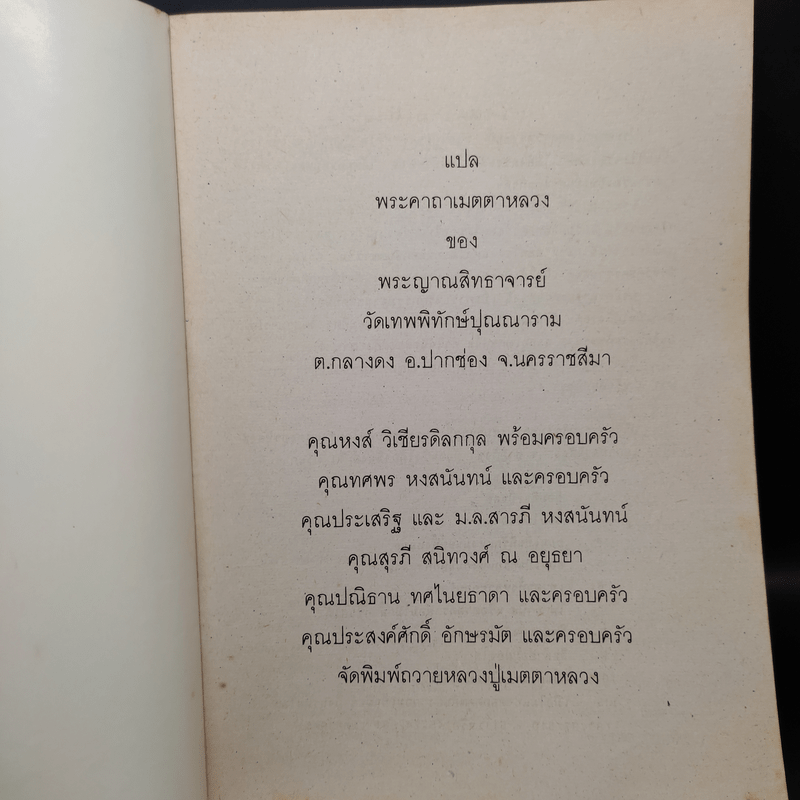 แปล
พระคาถาเมตตาหลวง
ของ
พระญาณสิทธาจารย์
วัดเทพพิทักษ์ปุณณาราม
ต.กลางดง อ.ปากช่อง จ.นครราชสีมา
คุณหงส์ วิเชียรดิลกกุล พร้อมครอบครัว
คุณทศพร หงสนันทน์ และครอบครัว
คุณประเสริฐ และ ม.ล.สารภี หงสนันทน์
คุณสุรภี สนิทวงศ์ ณ อยุธยา
คุณปณิธาน ทศไนยธาดา และครอบครัว
คุณประสงค์ศักดิ์ อักษรมัต และครอบครัว
จัดพิมพ์ถวายหลวงปู่เมตตาหลวง